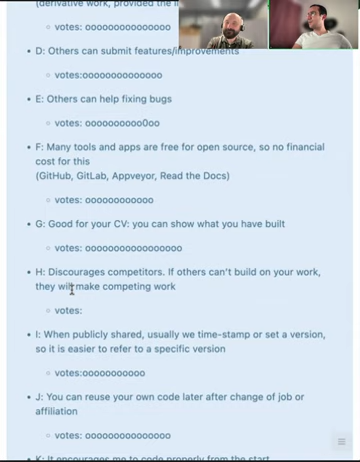 (derivative work, provided the
votes: ooooooooooooooo
D: Others can submit features/improvements
votes:oooooooooooooo
E: Others can help fixing bugs
votes: oooooooooo0oo
F: Many tools and apps are free for open source, so no financial
cost for this
(GitHub, GitLab, Appveyor, Read the Docs)
votes: oooooooooooo
G: Good for your CV: you can show what you have built
votes: ooooooooooooooooo
H: Discourages competitors. If others can't build on your work,
they will make competing work
votes:
I: When publicly shared, usually we time-stamp or set a version,
so it is easier to refer to a specific version
votes:ooooooooooo
J: You can reuse your own code later after change of job or
affiliation
votes: ooooooooooooooo
K: It encourages me to code properly from the start